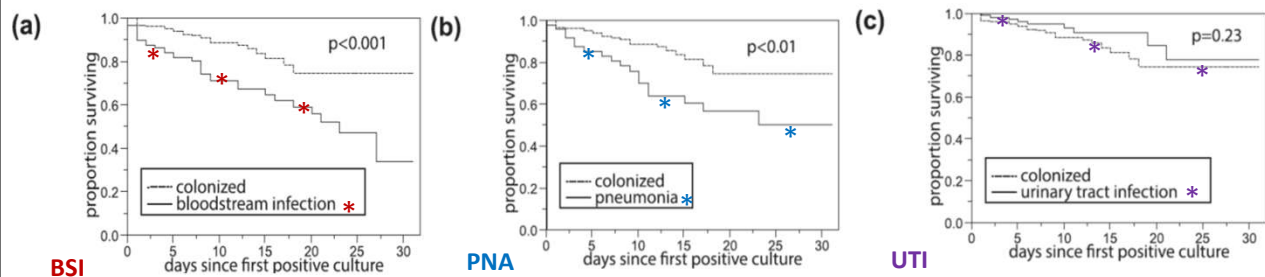 (a)
proportion surviving
1.0
0.8
0.6
0.4
0.2
0.0
p<0.001
colonized
bloodstream infection *
0 5 10 15 20 25 30
days since first positive culture
BSI
(b)
proportion surviving
1.0
0.8
0.6
0.4
0.2
0.0
p<0.01
colonized
pneumonia *
0 5 10 15 20 25 30
days since first positive culture
PNA
(c)
proportion surviving
1.0
0.8
0.6
0.4
0.2
0.0
p=0.23
colonized
urinary tract infection *
0 5 10 15 20 25 30
days since first positive culture
UTI